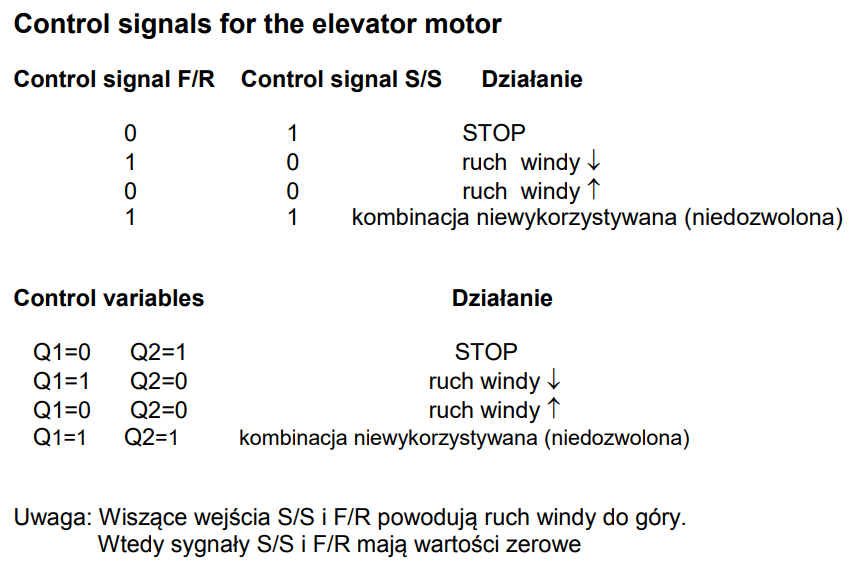 Control signals for the elevator motor
Control signal F/R Control signal S/S Działanie
0 1 STOP
1 0 ruch windy ↓
0 0 ruch windy ↑
1 1 kombinacja niewykorzystywana (niedozwolona)
Control variables Działanie
Q1=0 Q2=1 STOP
Q1=1 Q2=0 ruch windy ↓
Q1=0 Q2=0 ruch windy ↑
Q1=1 Q2=1 kombinacja niewykorzystywana (niedozwolona)
Uwaga: Wiszące wejścia S/S i F/R powodują ruch windy do góry.
Wtedy sygnały S/S i F/R mają wartości zerowe